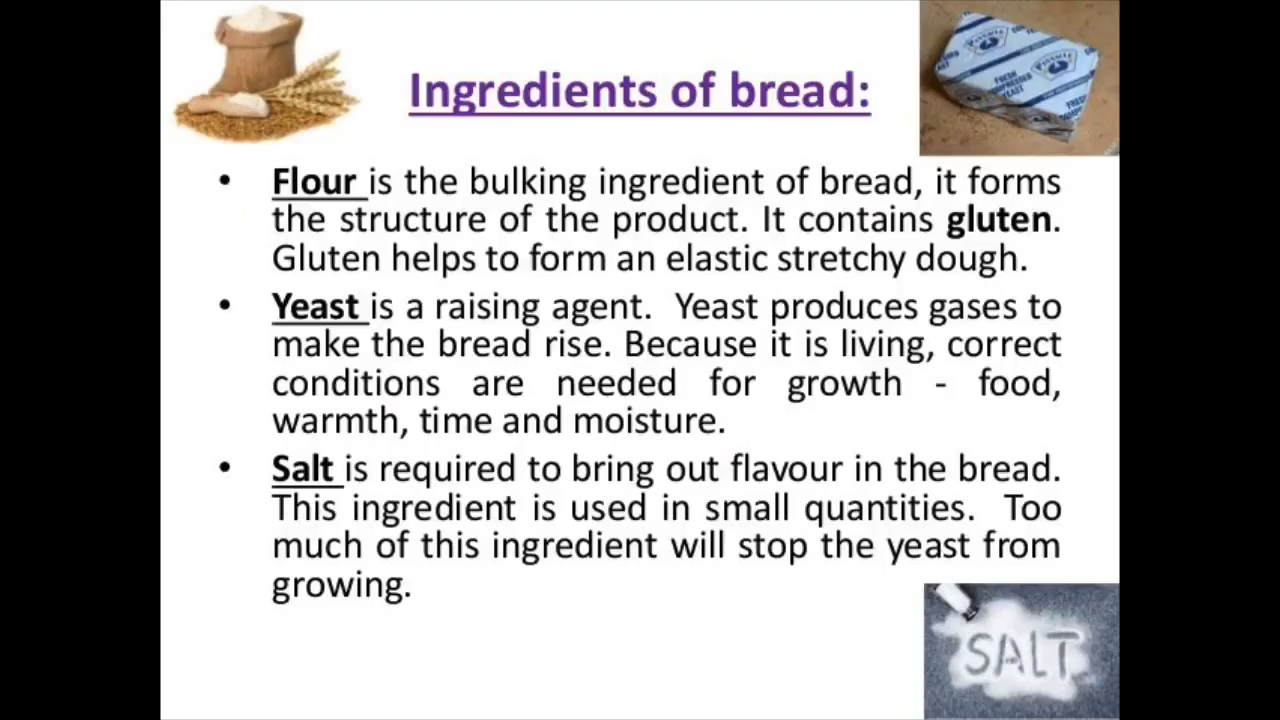 Ingredients of bread:
• Flour is the bulking ingredient of bread, it forms
the structure of the product. It contains gluten.
Gluten helps to form an elastic stretchy dough.
• Yeast is a raising agent. Yeast produces gases to
make the bread rise. Because it is living, correct
conditions are needed for growth - food,
warmth, time and moisture.
• Salt is required to bring out flavour in the bread.
This ingredient is used in small quantities. Too
much of this ingredient will stop the yeast from
growing.
FRESH
YEAST
FRESH
SALT